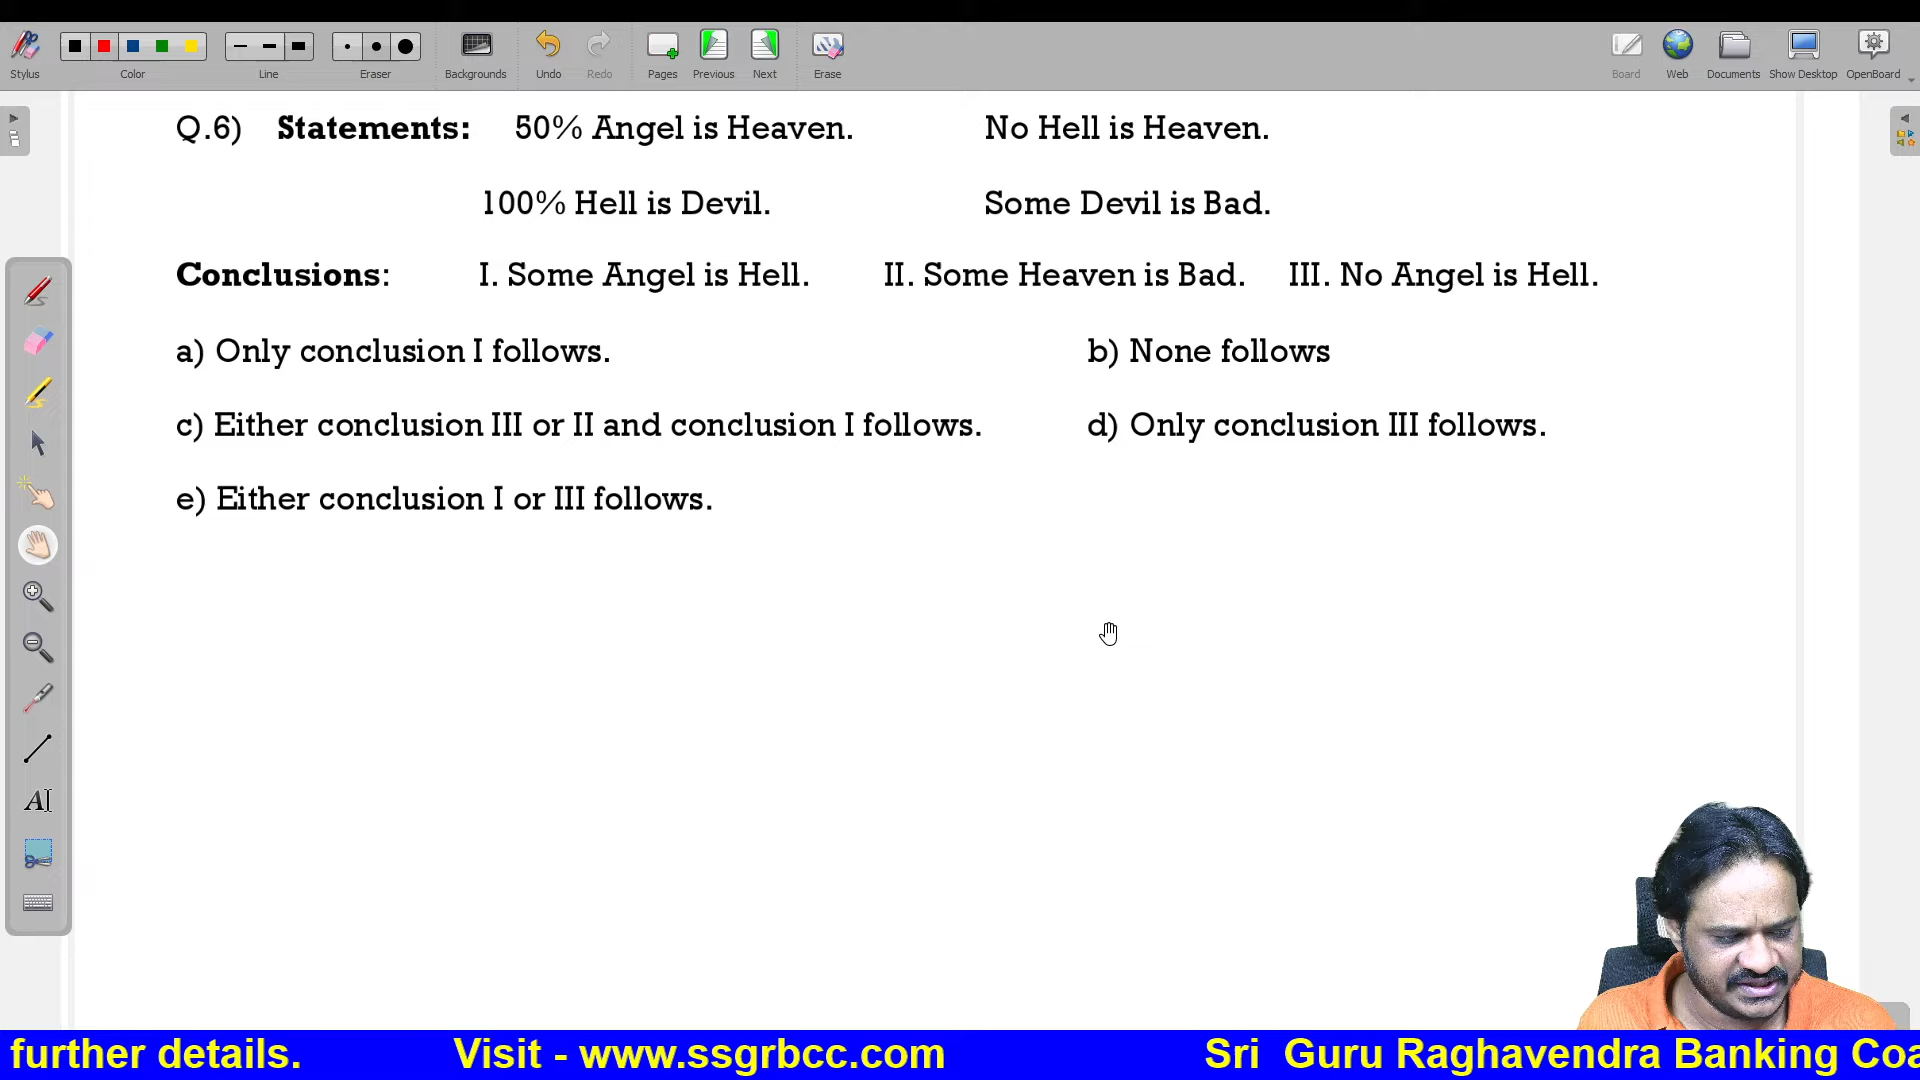 Stylus Color Line Eraser Backgrounds Undo Redo Pages Previous Next Erase Board Web Documents Show Desktop OpenBoard
Q.6) Statements: 50% Angel is Heaven. No Hell is Heaven.
100% Hell is Devil. Some Devil is Bad.
Conclusions: I. Some Angel is Hell. II. Some Heaven is Bad. III. No Angel is Hell.
a) Only conclusion I follows. b) None follows
c) Either conclusion III or II and conclusion I follows. d) Only conclusion III follows.
e) Either conclusion I or III follows.
further details. Visit - www.ssgrbcc.com Sri Guru Raghavendra Banking Coa